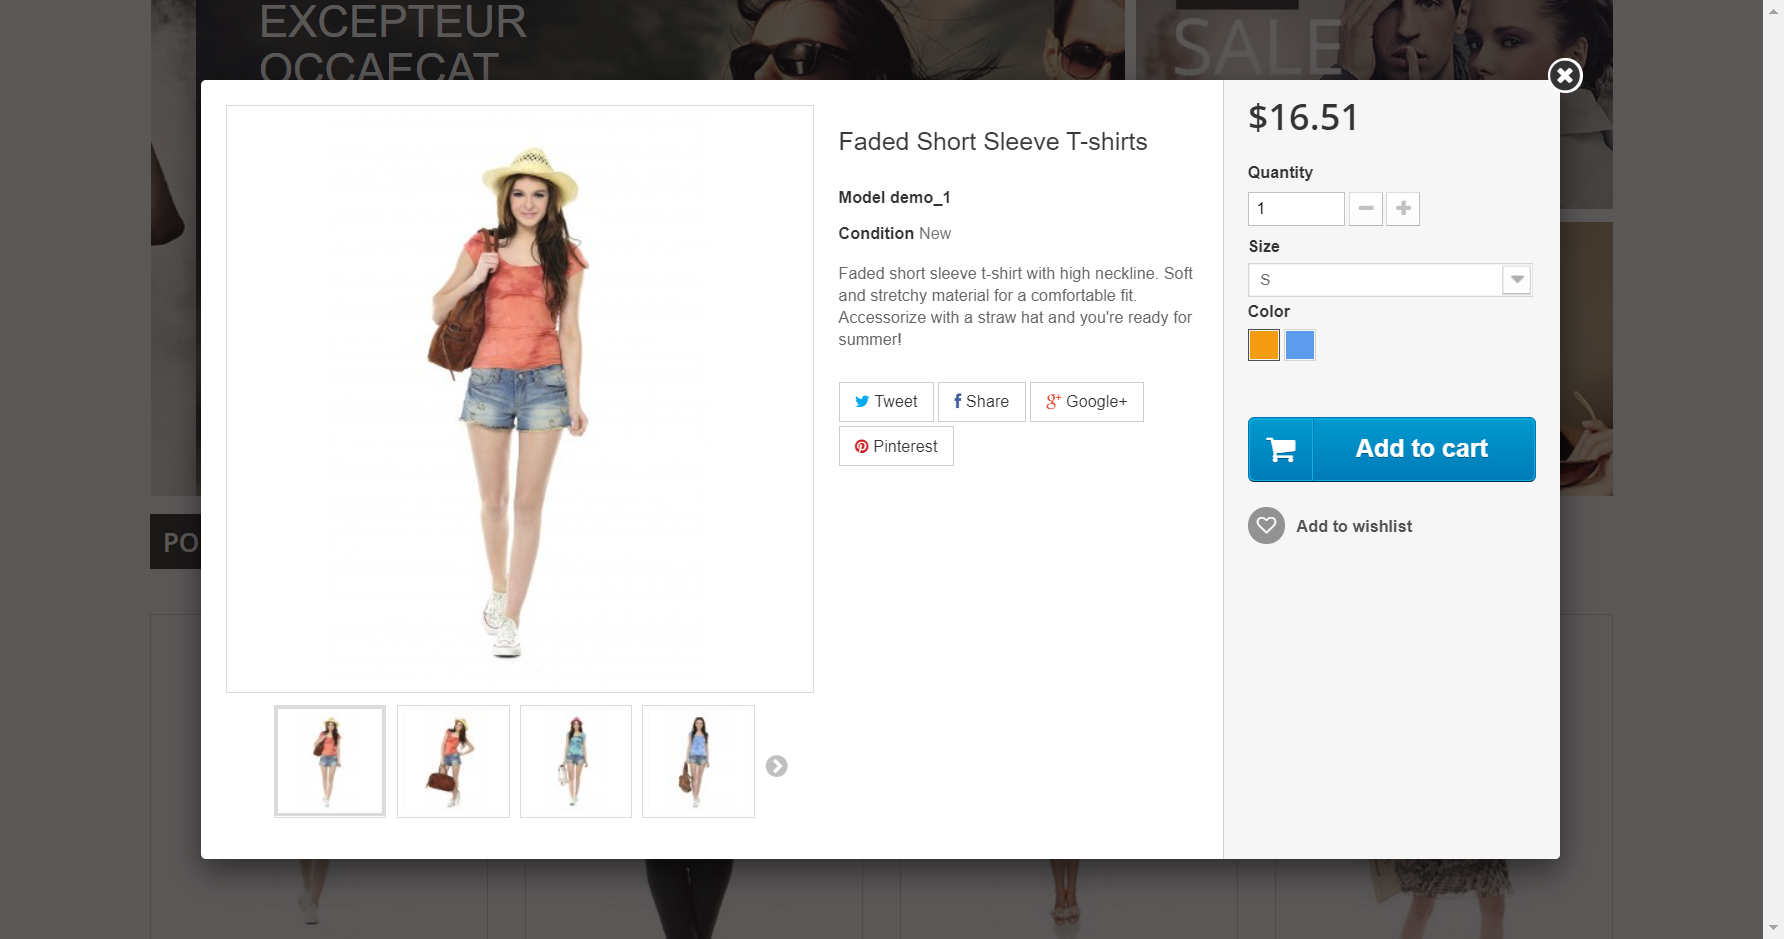 EXCEPTEUR
OCCAECAT
SALE
Faded Short Sleeve T-shirts
Model demo_1
Condition New
Faded short sleeve t-shirt with high neckline. Soft
and stretchy material for a comfortable fit.
Accessorize with a straw hat and you're ready for
summer!
Tweet
Share
Google+
Pinterest
$16.51
Quantity
1
Size
S
Color
Add to cart
Add to wishlist
PO